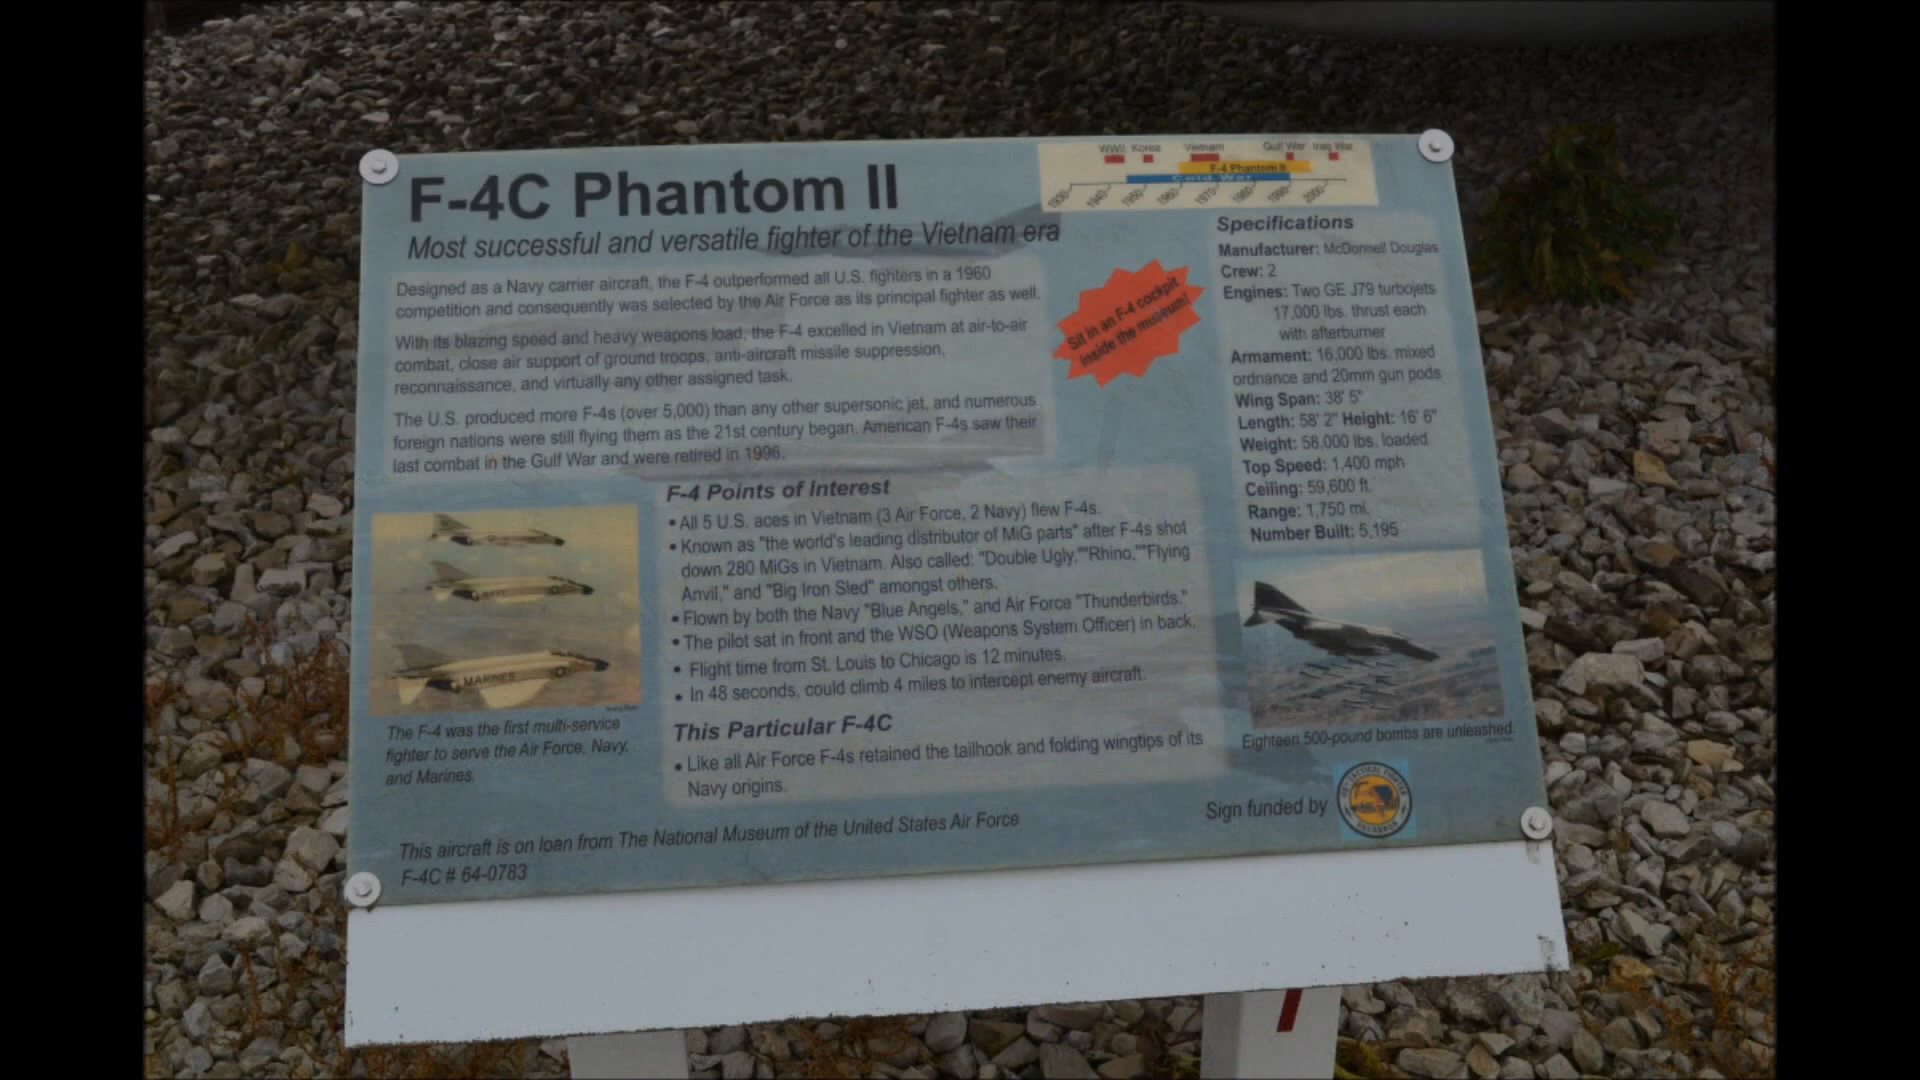 F-4C Phantom II
Most successful and versatile fighter of the Vietnam era
WWII Korea Vietnam Gulf War Iraq War
F-4 Phantom II
Cold War
1930 1940 1950 1960 1970 1980 1990 2000
Designed as a Navy carrier aircraft, the F-4 outperformed all U.S. fighters in a 1960
competition and consequently was selected by the Air Force as its principal fighter as well.
With its blazing speed and heavy weapons load, the F-4 excelled in Vietnam at air-to-air
combat, close air support of ground troops, anti-aircraft missile suppression,
reconnaissance, and virtually any other assigned task.
The U.S. produced more F-4s (over 5,000) than any other supersonic jet, and numerous
foreign nations were still flying them as the 21st century began. American F-4s saw their
last combat in the Gulf War and were retired in 1996.
Sit in an F-4 cockpit
inside the museum!
Specifications
Manufacturer: McDonnell Douglas
Crew: 2
Engines: Two GE J79 turbojets
17,000 lbs. thrust each
with afterburner
Armament: 16,000 lbs. mixed
ordnance and 20mm gun pods
Wing Span: 38' 5"
Length: 58' 2" Height: 16' 6"
Weight: 58,000 lbs. loaded
Top Speed: 1,400 mph
Ceiling: 59,600 ft.
Range: 1,750 mi.
Number Built: 5,195
F-4 Points of Interest
• All 5 U.S. aces in Vietnam (3 Air Force, 2 Navy) flew F-4s.
• Known as "the world's leading distributor of MiG parts" after F-4s shot
down 280 MiGs in Vietnam. Also called: "Double Ugly,""Rhino,""Flying
Anvil," and "Big Iron Sled" amongst others.
• Flown by both the Navy "Blue Angels," and Air Force "Thunderbirds."
• The pilot sat in front and the WSO (Weapons System Officer) in back.
• Flight time from St. Louis to Chicago is 12 minutes.
• In 48 seconds, could climb 4 miles to intercept enemy aircraft.
This Particular F-4C
• Like all Air Force F-4s retained the tailhook and folding wingtips of its
Navy origins.
NAVY
MARINES
The F-4 was the first multi-service
fighter to serve the Air Force, Navy,
and Marines.
Eighteen 500-pound bombs are unleashed.
Sign funded by
TACTICAL FIGHTER
SQUADRON
This aircraft is on loan from The National Museum of the United States Air Force
F-4C # 64-0783